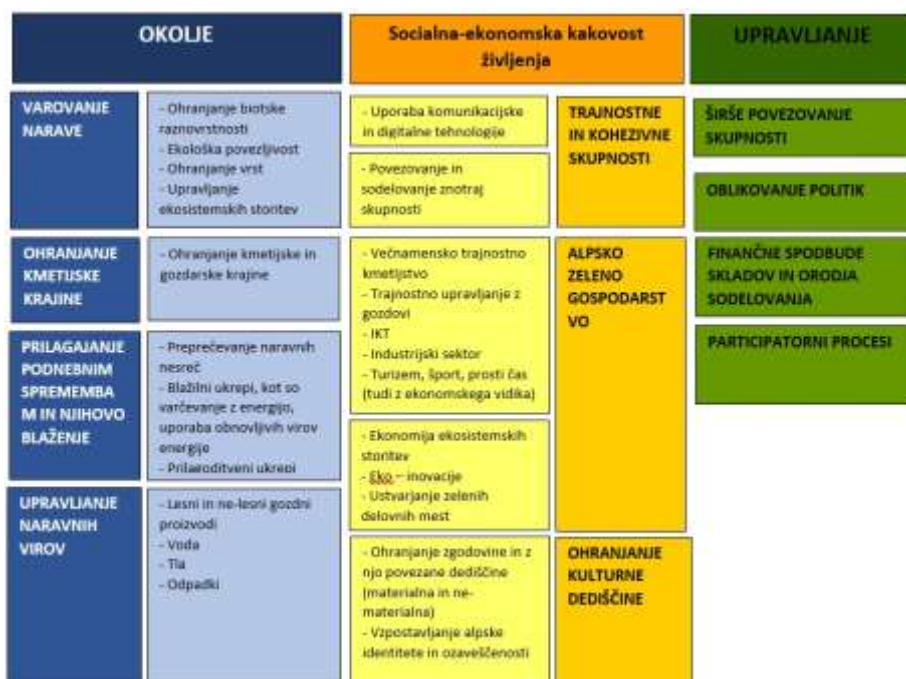 OKOLJE
VAROVANJE
NARAVE
- Ohranjanje biotske
raznovrstnosti
- Ekološka povezljivost
- Ohranjanje vrst
- Upravljanje
ekosistemskih storitev
OHRANJANJE
KMETIJSKE
KRAJINE
- Ohranjanje kmetijske in
gozdarske krajine
PRILAGAJANJE
PODNEBNIM
SPREMEMBA
M IN NJIHOVO
BLAŽENJE
- Preprečevanje naravnih
nesreč
- Blažilni ukrepi, kot so
varčevanje z energijo,
uporaba obnovljivih virov
energije
- Prilagoditveni ukrepi
UPRAVLJANJE
NARAVNIH
VIROV
- Lesni in ne-lesni gozdni
proizvodi
- Voda
- Tla
- Odpadki
Socialna-ekonomska kakovost
življenja
- Uporaba komunikacijske
in digitalne tehnologije
- Povezovanje in
sodelovanje znotraj
skupnosti
TRAJNOSTNE
IN KOHEZIVNE
SKUPNOSTI
- Večnamensko trajnostno
kmetijstvo
- Trajnostno upravljanje z
gozdovi
- IKT
- Industrijski sektor
- Turizem, šport, prosti čas
(tudi z ekonomskega vidika)
- Ekonomija ekosistemskih
storitev
- Eko – inovacije
- Ustvarjanje zelenih
delovnih mest
ALPSKO
ZELENO
GOSPODARST
VO
- Ohranjanje zgodovine in z
njo povezane dediščine
(materialna in ne-
materialna)
- Vzpostavljanje alpske
identitete in ozaveščenosti
OHRANJANJE
KULTURNE
DEDIŠČINE
UPRAVLJANJE
ŠIRŠE POVEZOVANJE
SKUPNOSTI
OBLIKOVANJE POLITIK
FINANČNE SPODBUDE
SKLADOV IN ORODJA
SODELOVANJA
PARTICIPATORNI PROCESI